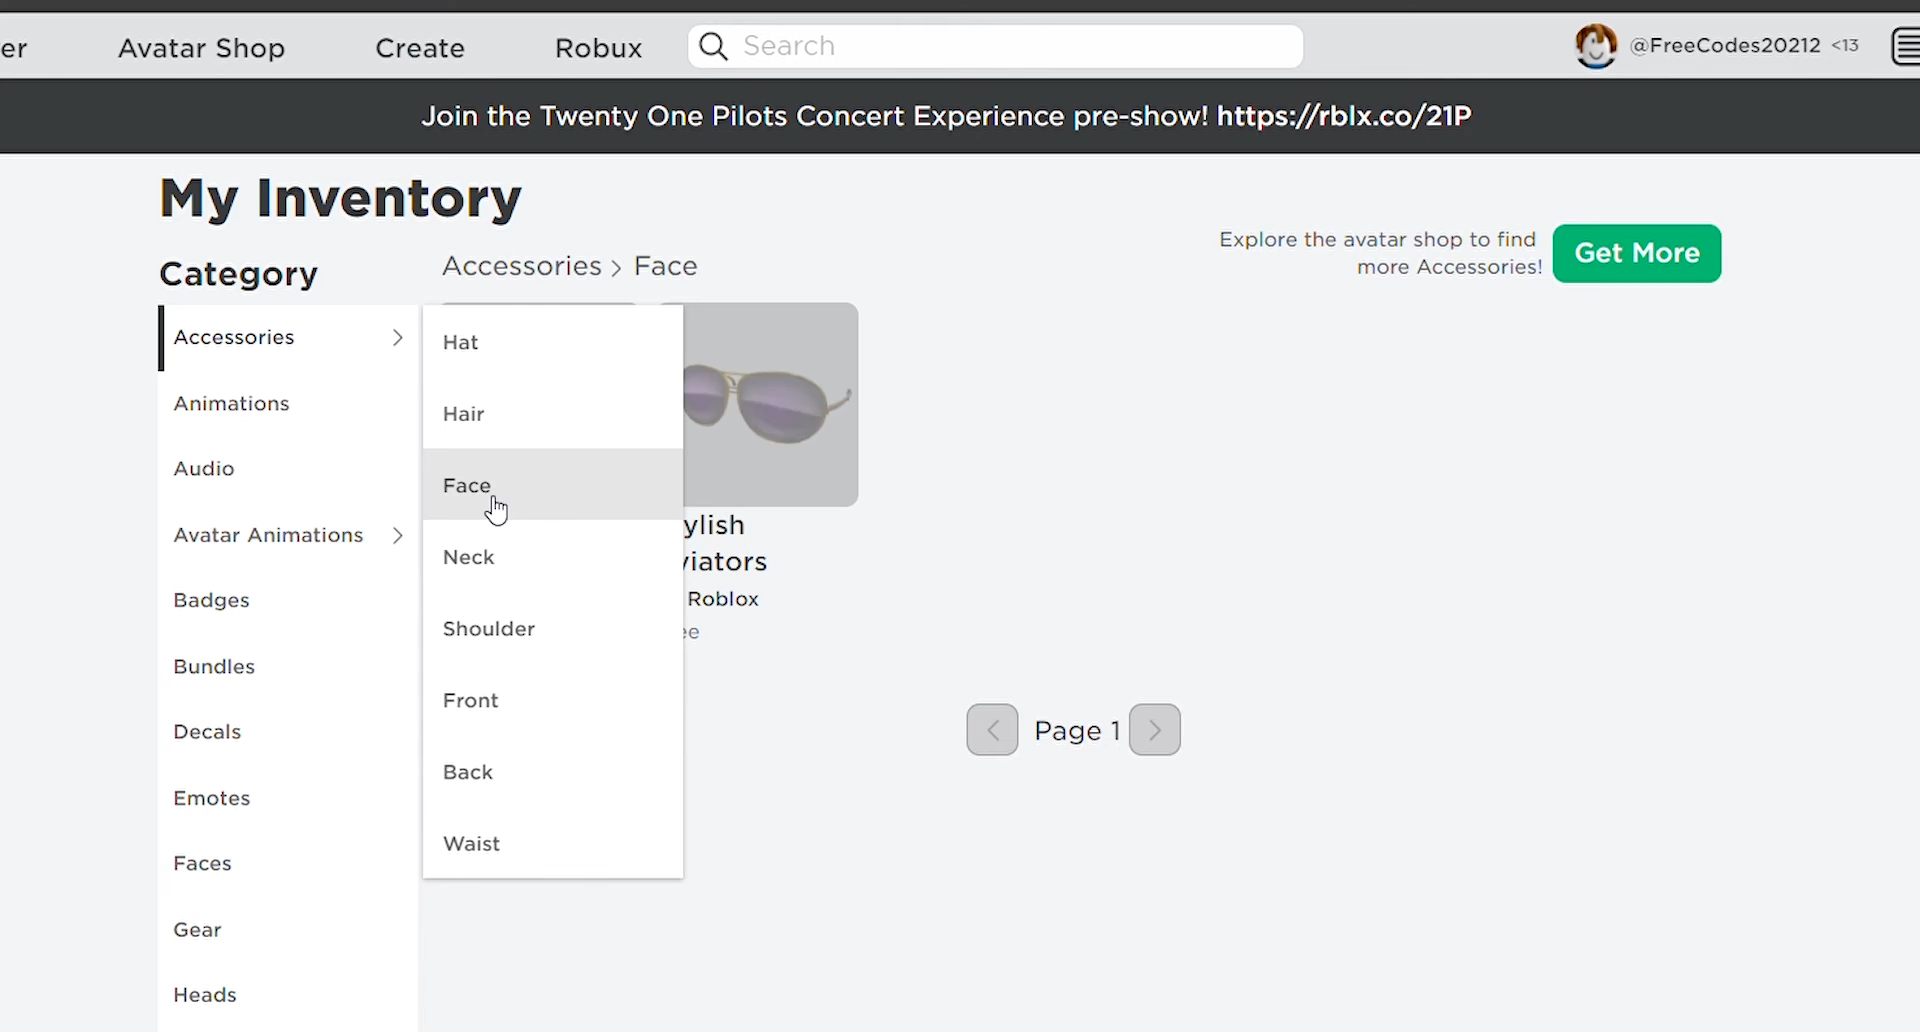 er
Avatar Shop
Create
Robux
Search
@FreeCodes20212 <13
Join the Twenty One Pilots Concert Experience pre-show! https://rblx.co/21P
My Inventory
Explore the avatar shop to find
more Accessories!
Get More
Category
Accessories > Face
Accessories
Animations
Audio
Avatar Animations
Badges
Bundles
Decals
Emotes
Faces
Gear
Heads
Hat
Hair
Face
Neck
Shoulder
Front
Back
Waist
ylish
viators
Roblox
ee
Page 1